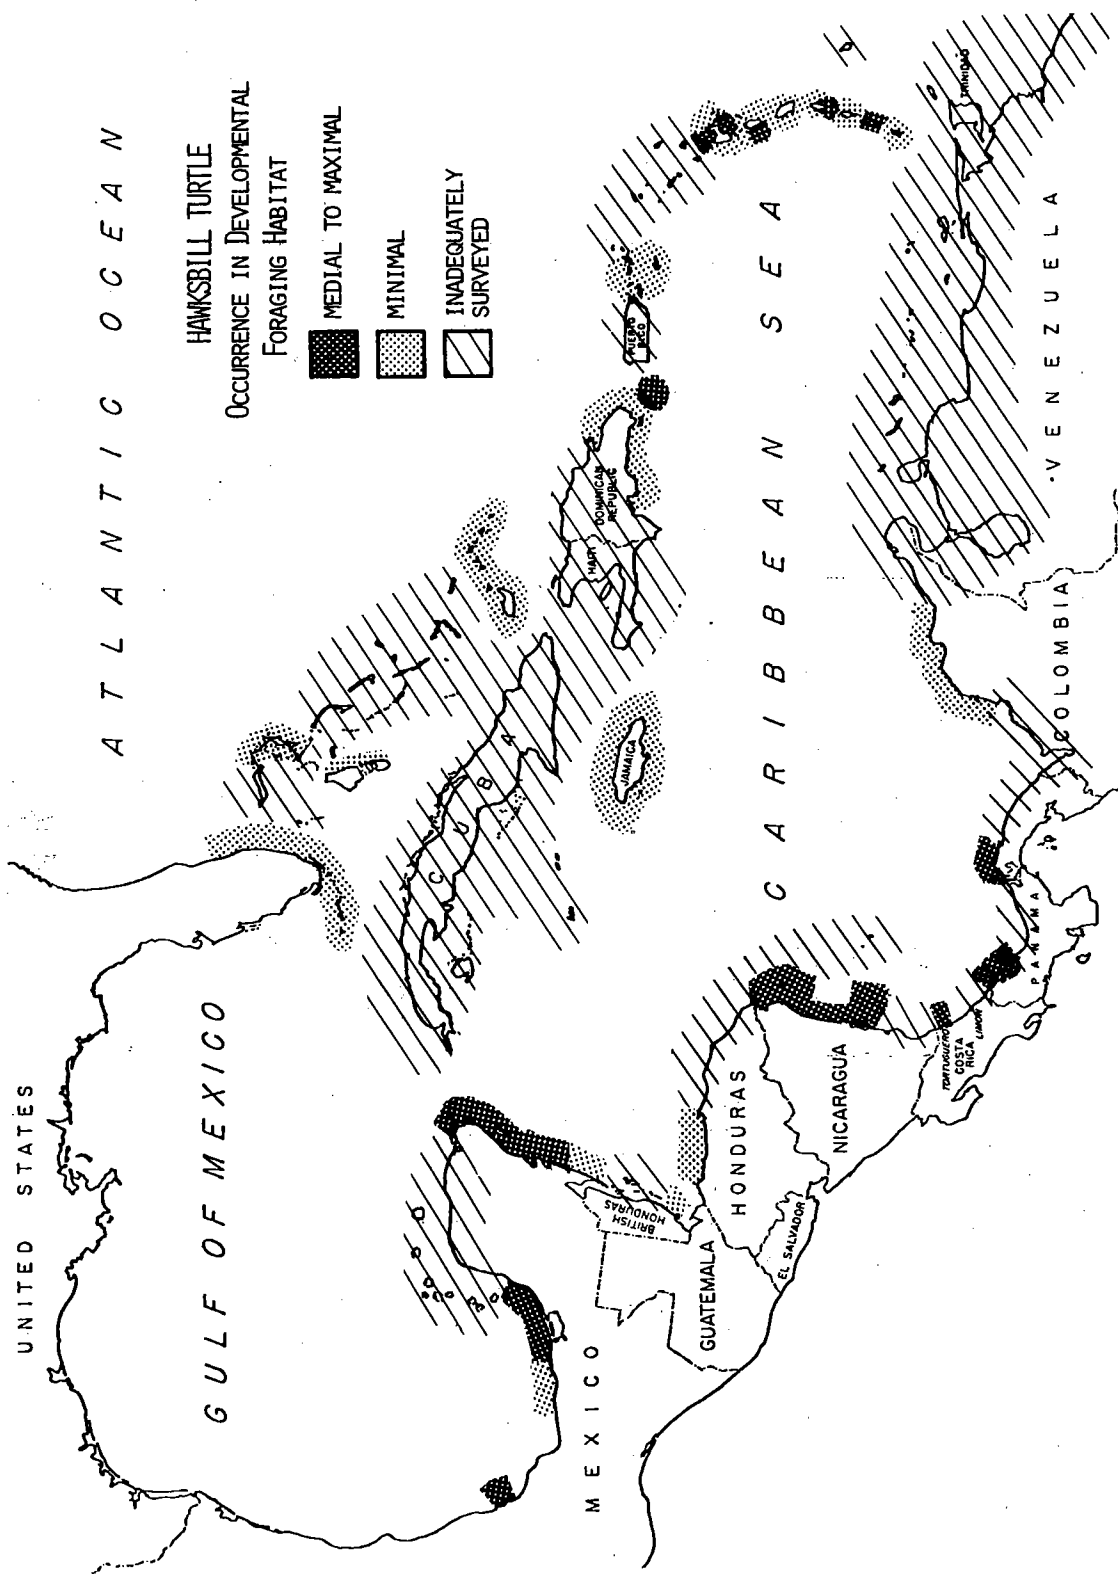 ATLANTIC OCEAN
HAWKSBILL TURTLE
OCCURRENCE IN DEVELOPMENTAL
FORAGING HABITAT
MEDIAL TO MAXIMAL
MINIMAL
INADEQUATELY
SURVEYED
UNITED STATES
GULF OF MEXICO
CUBA
HAITI
DOMINICAN
REPUBLIC
PUERTO
RICO
JAMAICA
CARIBBEAN SEA
TRINIDAD
MEXICO
BRITISH
HONDURAS
GUATEMALA
HONDURAS
EL SALVADOR
NICARAGUA
TORTUGUERO
COSTA
RICA
LIMON
PANAMA
COLOMBIA
VENEZUELA